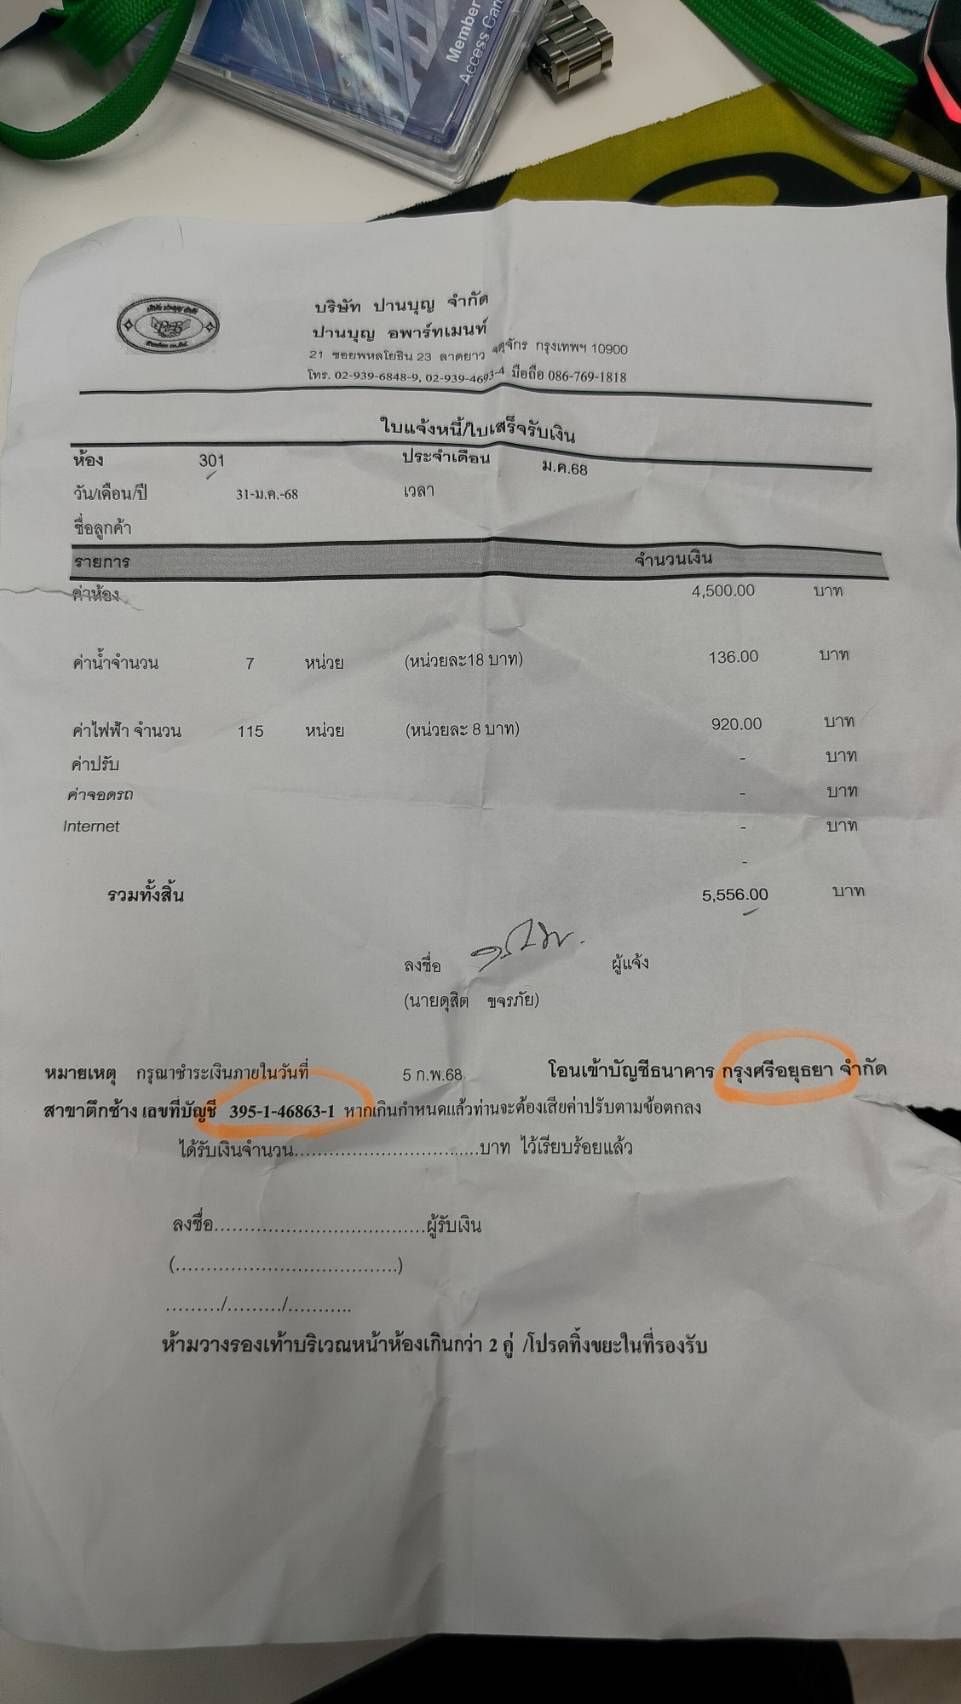 Member
Access Car
บริษัท ปานบุญ จำกัด
ปานบุญ อพาร์ทเมนท์
21 ซอยพหลโยธิน 23 ลาดยาว จตุจักร กรุงเทพฯ 10900
โทร. 02-939-6848-9, 02-939-4693-4 มือถือ 086-769-1818
ใบแจ้งหนี้/ใบเสร็จรับเงิน
ห้อง 301 ประจำเดือน ม.ค.68
วัน/เดือน/ปี 31-ม.ค.-68 เวลา
ชื่อลูกค้า
รายการ จำนวนเงิน
ค่าห้อง 4,500.00 บาท
ค่าน้ำจำนวน 7 หน่วย (หน่วยละ18 บาท) 136.00 บาท
ค่าไฟฟ้า จำนวน 115 หน่วย (หน่วยละ 8 บาท) 920.00 บาท
ค่าปรับ - บาท
ค่าจอดรถ - บาท
Internet - บาท
-
รวมทั้งสิ้น 5,556.00 บาท
ลงชื่อ ผู้แจ้ง
(นายดุสิต ขจรภัย)
หมายเหตุ กรุณาชำระเงินภายในวันที่ 5 ก.พ.68 โอนเข้าบัญชีธนาคาร กรุงศรีอยุธยา จำกัด
สาขาตึกช้าง เลขที่บัญชี 395-1-46863-1 หากเกินกำหนดแล้วท่านจะต้องเสียค่าปรับตามข้อตกลง
ได้รับเงินจำนวน................................บาท ไว้เรียบร้อยแล้ว
ลงชื่อ....................................ผู้รับเงิน
(......................................)
........./........./...........
ห้ามวางรองเท้าบริเวณหน้าห้องเกินกว่า 2 คู่ /โปรดทิ้งขยะในที่รองรับ